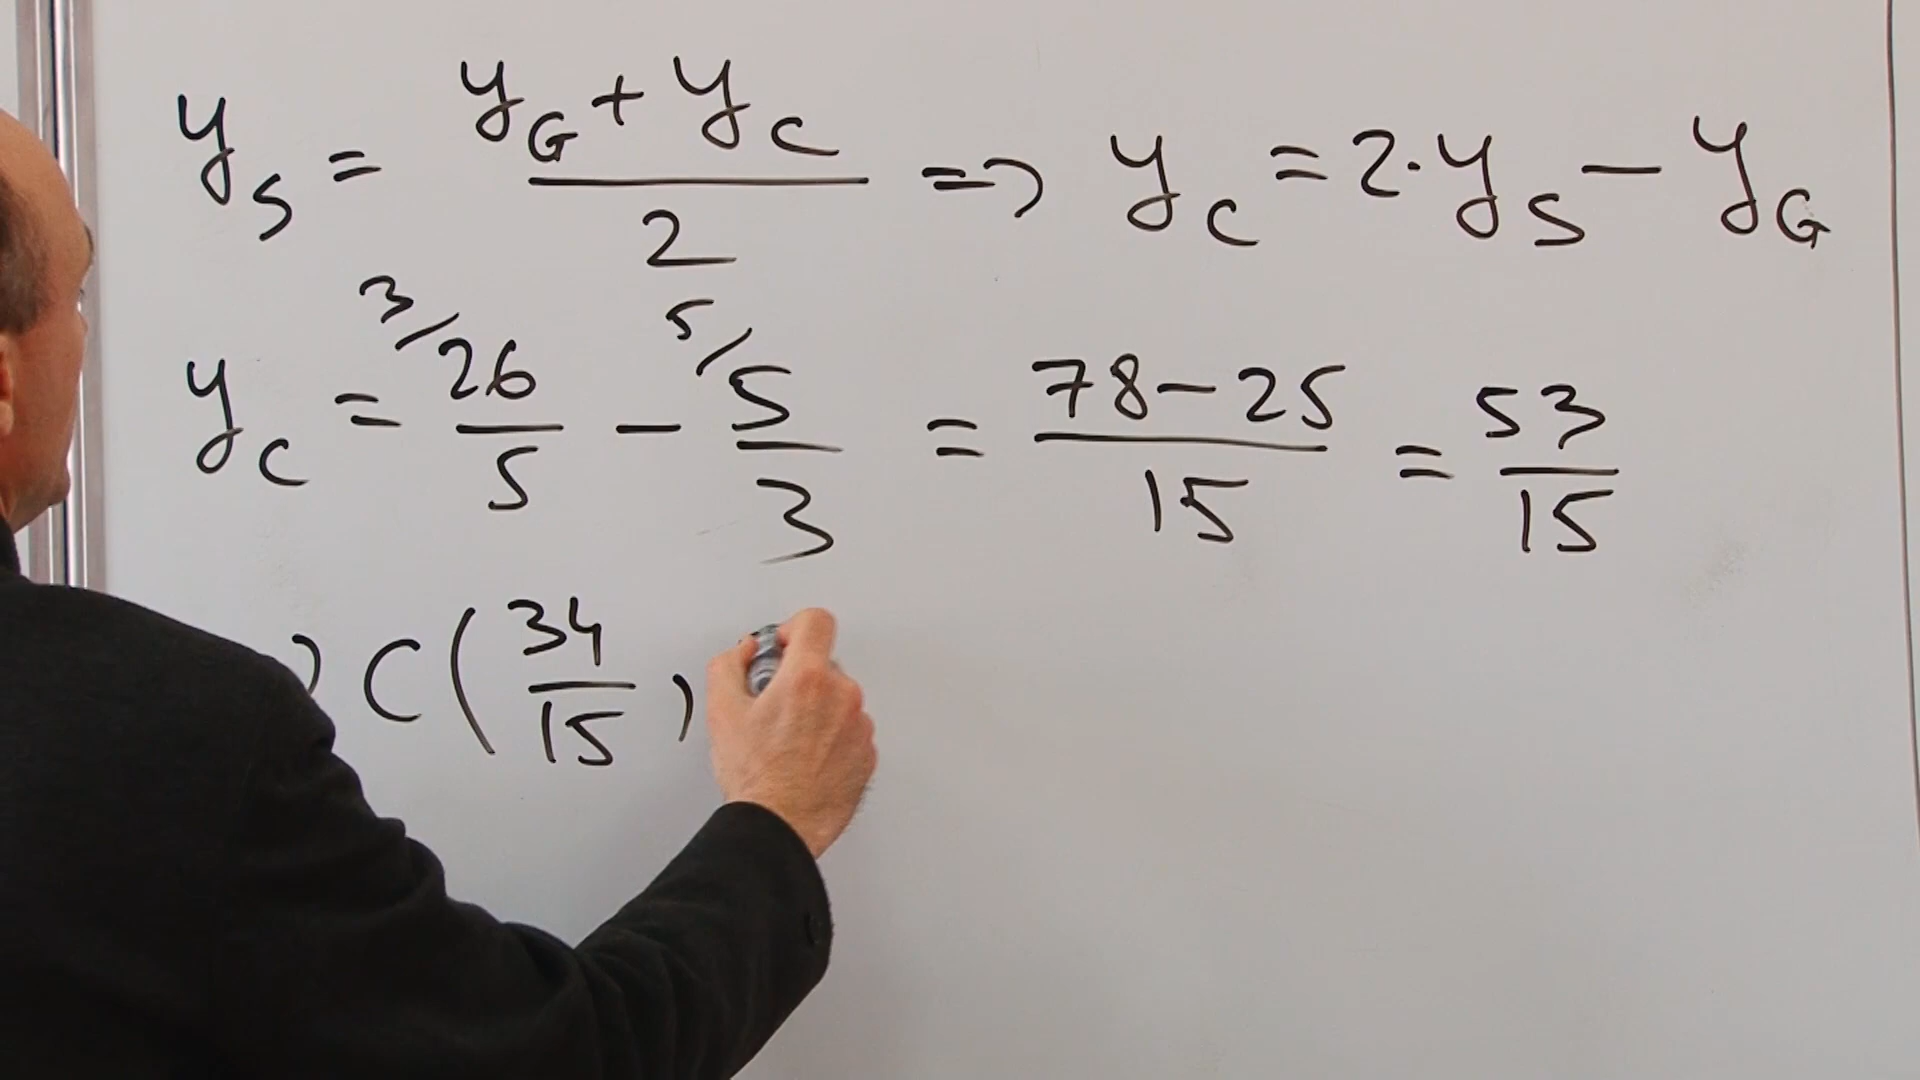 y_S = (y_G + y_C)/2 => y_C = 2·y_S − y_G
y_C = ^{3/}26/5 − ^{5/}5/3 = (78−25)/15 = 53/15
) C(34/15 ,